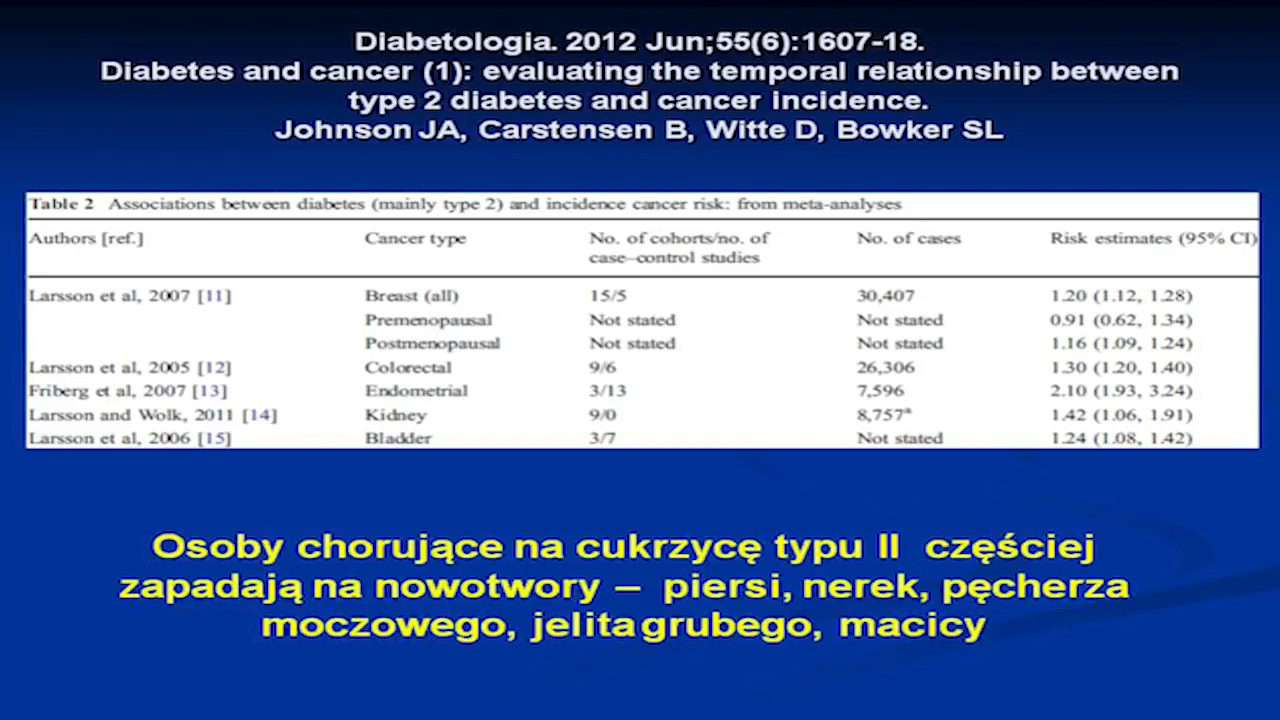 Diabetologia. 2012 Jun;55(6):1607-18.
Diabetes and cancer (1): evaluating the temporal relationship between
type 2 diabetes and cancer incidence.
Johnson JA, Carstensen B, Witte D, Bowker SL
Table 2 Associations between diabetes (mainly type 2) and incidence cancer risk: from meta-analyses
Authors [ref.] Cancer type No. of cohorts/no. of case–control studies No. of cases Risk estimates (95% CI)
Larsson et al, 2007 [11] Breast (all) 15/5 30,407 1.20 (1.12, 1.28)
Premenopausal Not stated Not stated 0.91 (0.62, 1.34)
Postmenopausal Not stated Not stated 1.16 (1.09, 1.24)
Larsson et al, 2005 [12] Colorectal 9/6 26,306 1.30 (1.20, 1.40)
Friberg et al, 2007 [13] Endometrial 3/13 7,596 2.10 (1.93, 3.24)
Larsson and Wolk, 2011 [14] Kidney 9/0 8,757ᵃ 1.42 (1.06, 1.91)
Larsson et al, 2006 [15] Bladder 3/7 Not stated 1.24 (1.08, 1.42)
Osoby chorujące na cukrzycę typu II częściej
zapadają na nowotwory – piersi, nerek, pęcherza
moczowego, jelita grubego, macicy